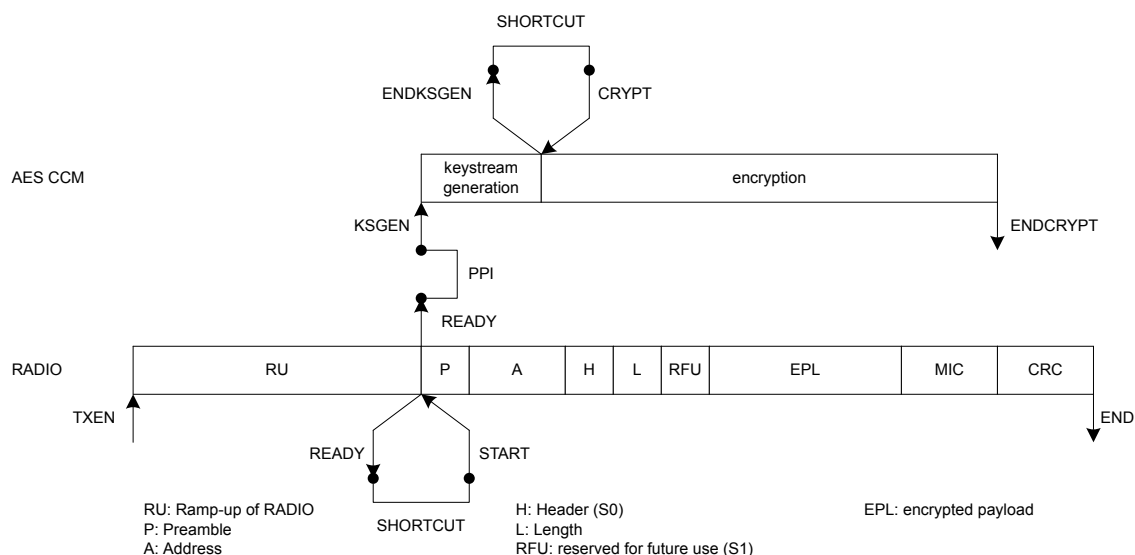 SHORTCUT
ENDKSGEN
CRYPT
AES CCM
keystream
generation
encryption
KSGEN
ENDCRYPT
PPI
READY
RADIO
RU
P
A
H
L
RFU
EPL
MIC
CRC
TXEN
END
READY
START
SHORTCUT
RU: Ramp-up of RADIO
P: Preamble
A: Address
H: Header (S0)
L: Length
RFU: reserved for future use (S1)
EPL: encrypted payload